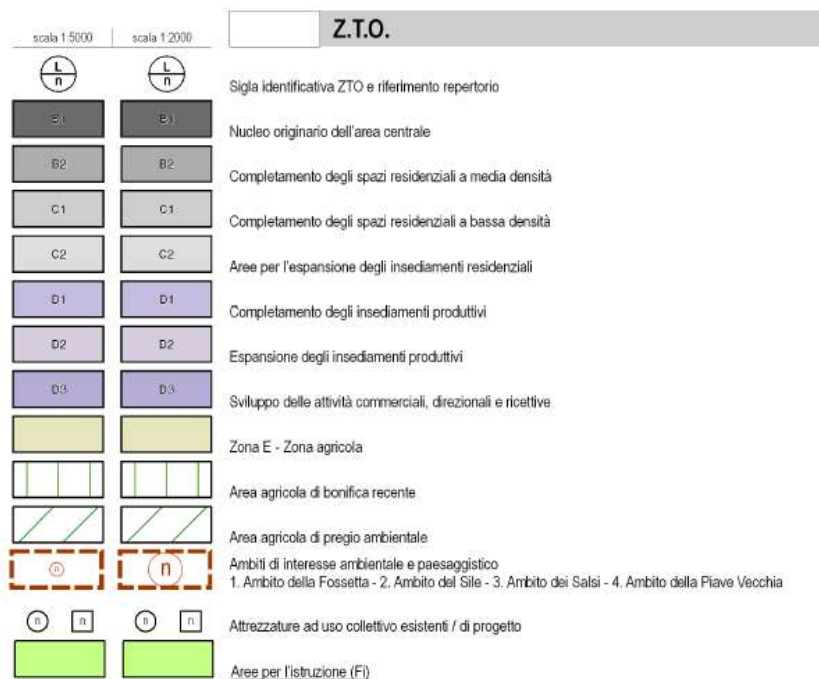 Z.T.O.
scala 1:5000 scala 1:2000
L n L n Sigla identificativa ZTO e riferimento repertorio
B1 B1 Nucleo originario dell'area centrale
B2 B2 Completamento degli spazi residenziali a media densità
C1 C1 Completamento degli spazi residenziali a bassa densità
C2 C2 Aree per l'espansione degli insediamenti residenziali
D1 D1 Completamento degli insediamenti produttivi
D2 D2 Espansione degli insediamenti produttivi
D3 D3 Sviluppo delle attività commerciali, direzionali e ricettive
Zona E - Zona agricola
Area agricola di bonifica recente
Area agricola di pregio ambientale
n n Ambiti di interesse ambientale e paesaggistico
1. Ambito della Fossetta - 2. Ambito del Sile - 3. Ambito dei Salsi - 4. Ambito della Piave Vecchia
n n n n Attrezzature ad uso collettivo esistenti / di progetto
Aree per l'istruzione (Fi)